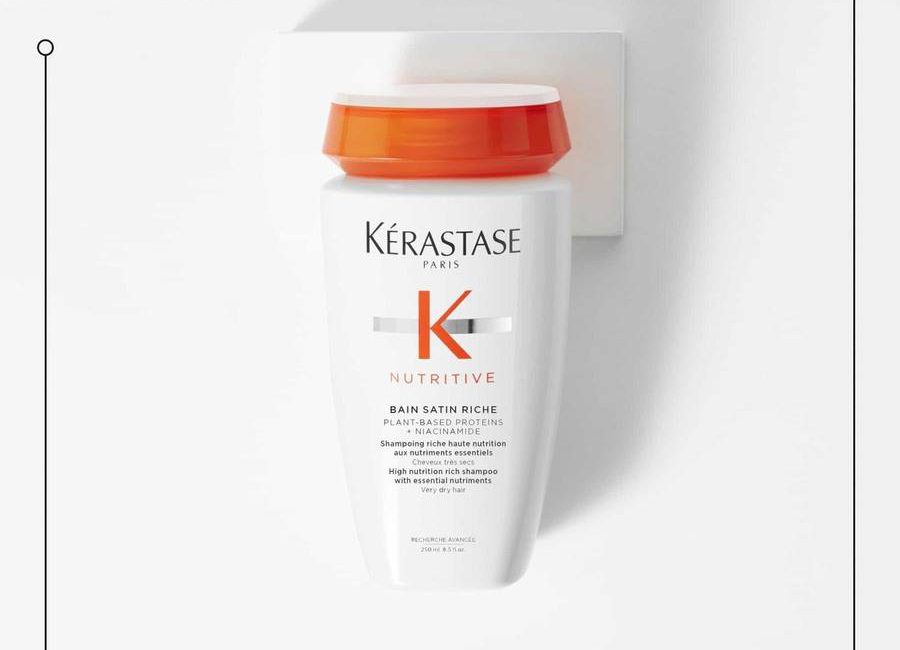 KÉRASTASE
PARIS
K
NUTRITIVE
BAIN SATIN RICHE
PLANT-BASED PROTEINS
+ NIACINAMIDE
Shampoing riche haute nutrition
aux nutriments essentiels
Cheveux très secs
High nutrition rich shampoo
with essential nutriments
Very dry hair
RECHERCHE AVANCÉE
250 ml 8.5 fl.oz.